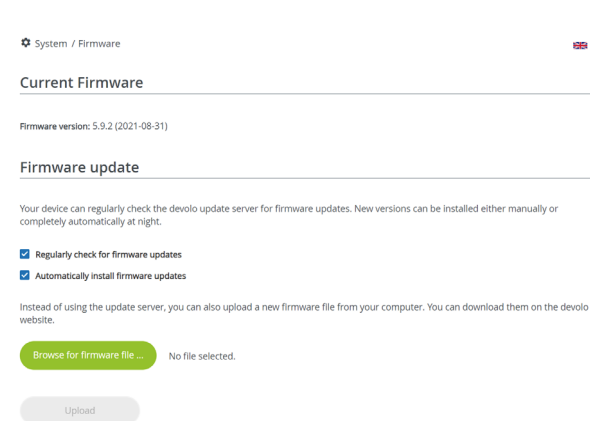 System / Firmware
Current Firmware
Firmware version: 5.9.2 (2021-08-31)
Firmware update
Your device can regularly check the devolo update server for firmware updates. New versions can be installed either manually or
completely automatically at night.
Regularly check for firmware updates
Automatically install firmware updates
Instead of using the update server, you can also upload a new firmware file from your computer. You can download them on the devolo
website.
Browse for firmware file ... No file selected.
Upload